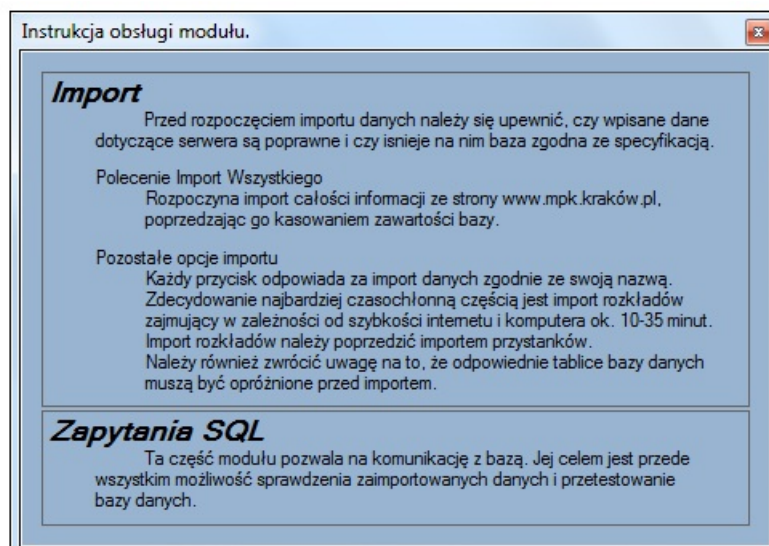 Instrukcja obsługi modułu.
Import
Przed rozpoczęciem importu danych należy się upewnić, czy wpisane dane
dotyczące serwera są poprawne i czy isnieje na nim baza zgodna ze specyfikacją.
Polecenie Import Wszystkiego
Rozpoczyna import całości informacji ze strony www.mpk.kraków.pl,
poprzedzając go kasowaniem zawartości bazy.
Pozostałe opcje importu
Każdy przycisk odpowiada za import danych zgodnie ze swoją nazwą.
Zdecydowanie najbardziej czasochłonną częścią jest import rozkładów
zajmujący w zależności od szybkości internetu i komputera ok. 10-35 minut.
Import rozkładów należy poprzedzić importem przystanków.
Należy również zwrócić uwagę na to, że odpowiednie tablice bazy danych
muszą być opróżnione przed importem.
Zapytania SQL
Ta część modułu pozwala na komunikację z bazą. Jej celem jest przede
wszystkim możliwość sprawdzenia zaimportowanych danych i przetestowanie
bazy danych.